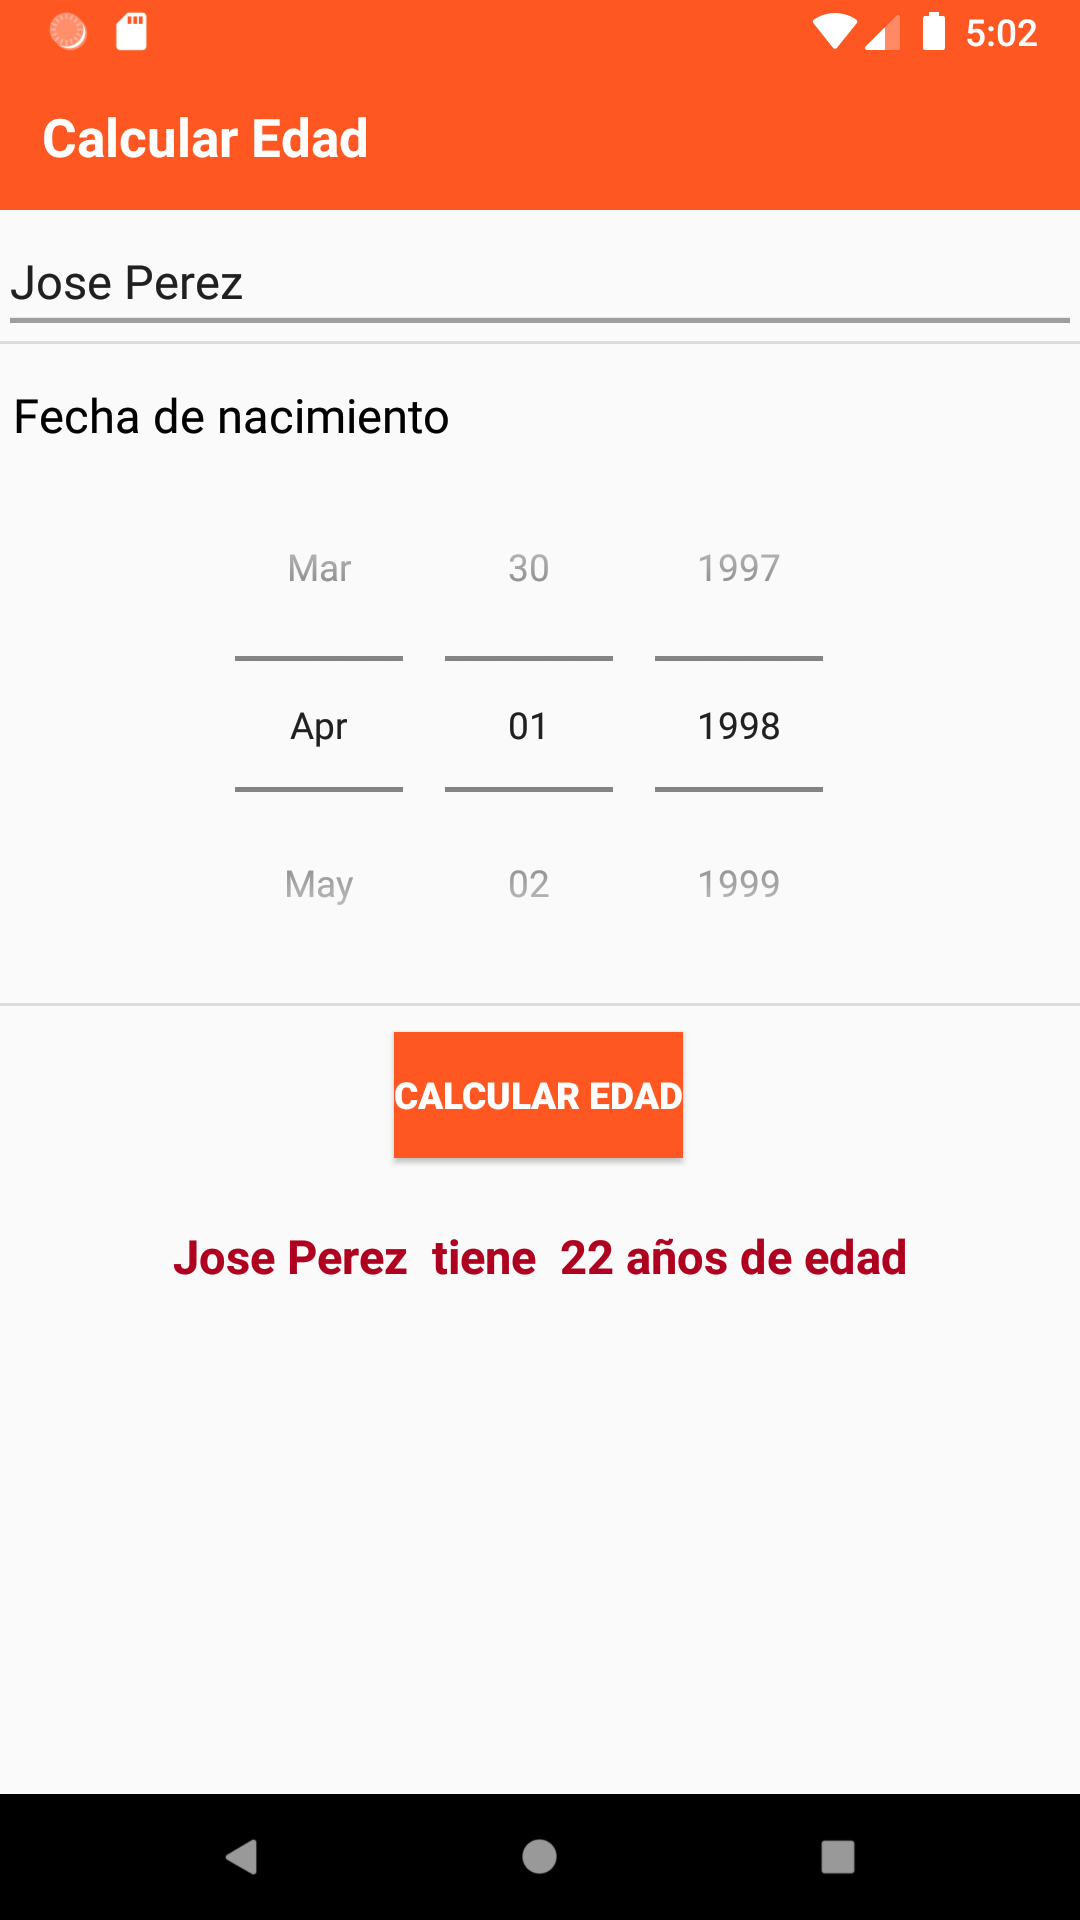 5:02
Calcular Edad
Jose Perez
Fecha de nacimiento
Mar 30 1997
Apr 01 1998
May 02 1999
CALCULAR EDAD
Jose Perez  tiene  22 años de edad